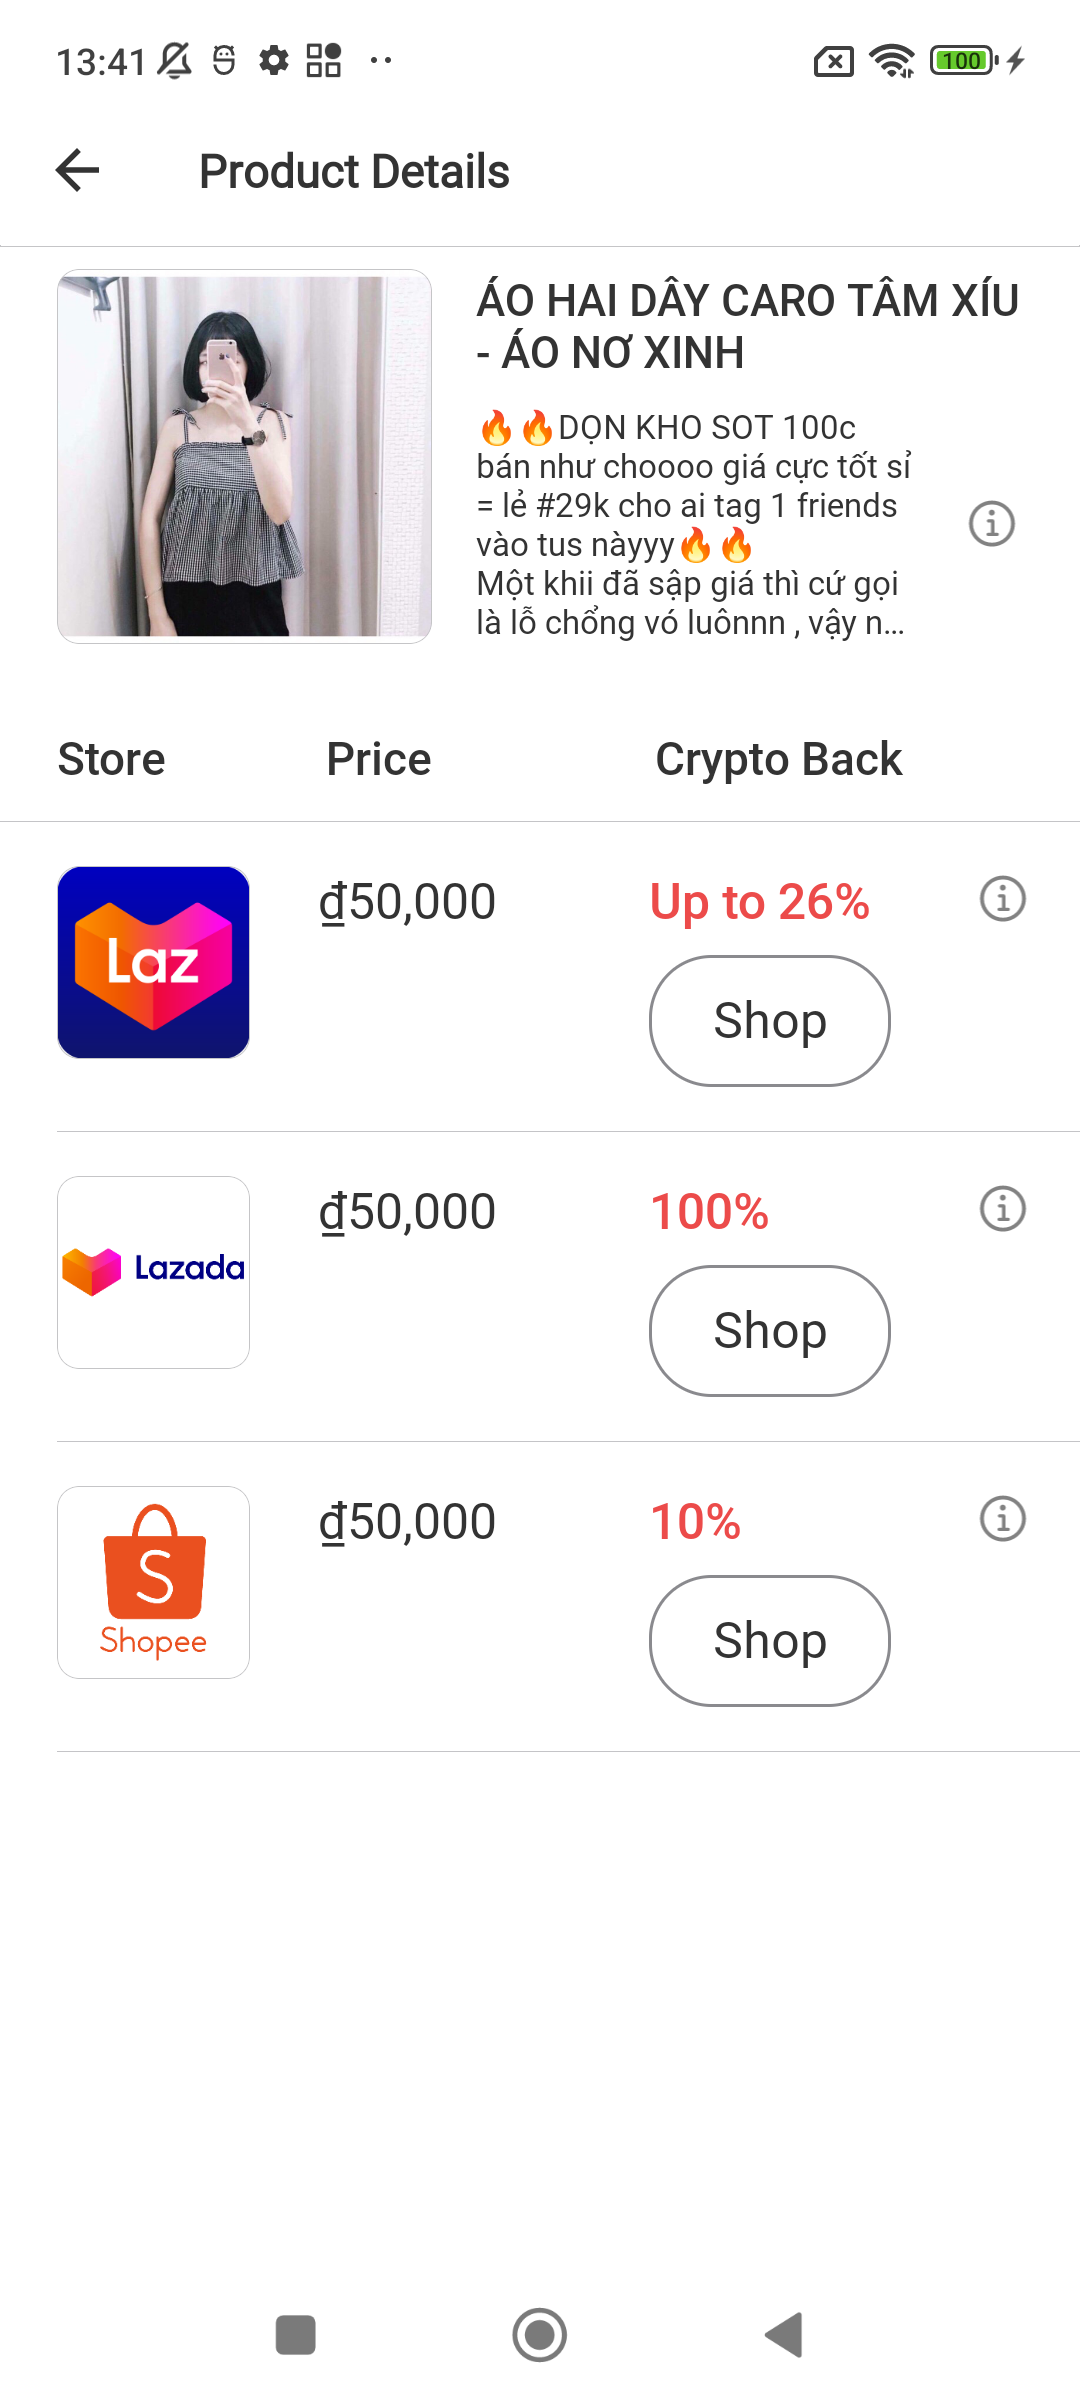 13:41
100
Product Details
ÁO HAI DÂY CARO TÂM XÍU
- ÁO NƠ XINH
🔥🔥DỌN KHO SOT 100c
bán như choooo giá cực tốt sỉ
= lẻ #29k cho ai tag 1 friends
vào tus nàyyy🔥🔥
Một khii đã sập giá thì cứ gọi
là lỗ chổng vó luônnn , vậy n...
Store Price Crypto Back
Laz
₫50,000 Up to 26%
Shop
Lazada
₫50,000 100%
Shop
Shopee
₫50,000 10%
Shop